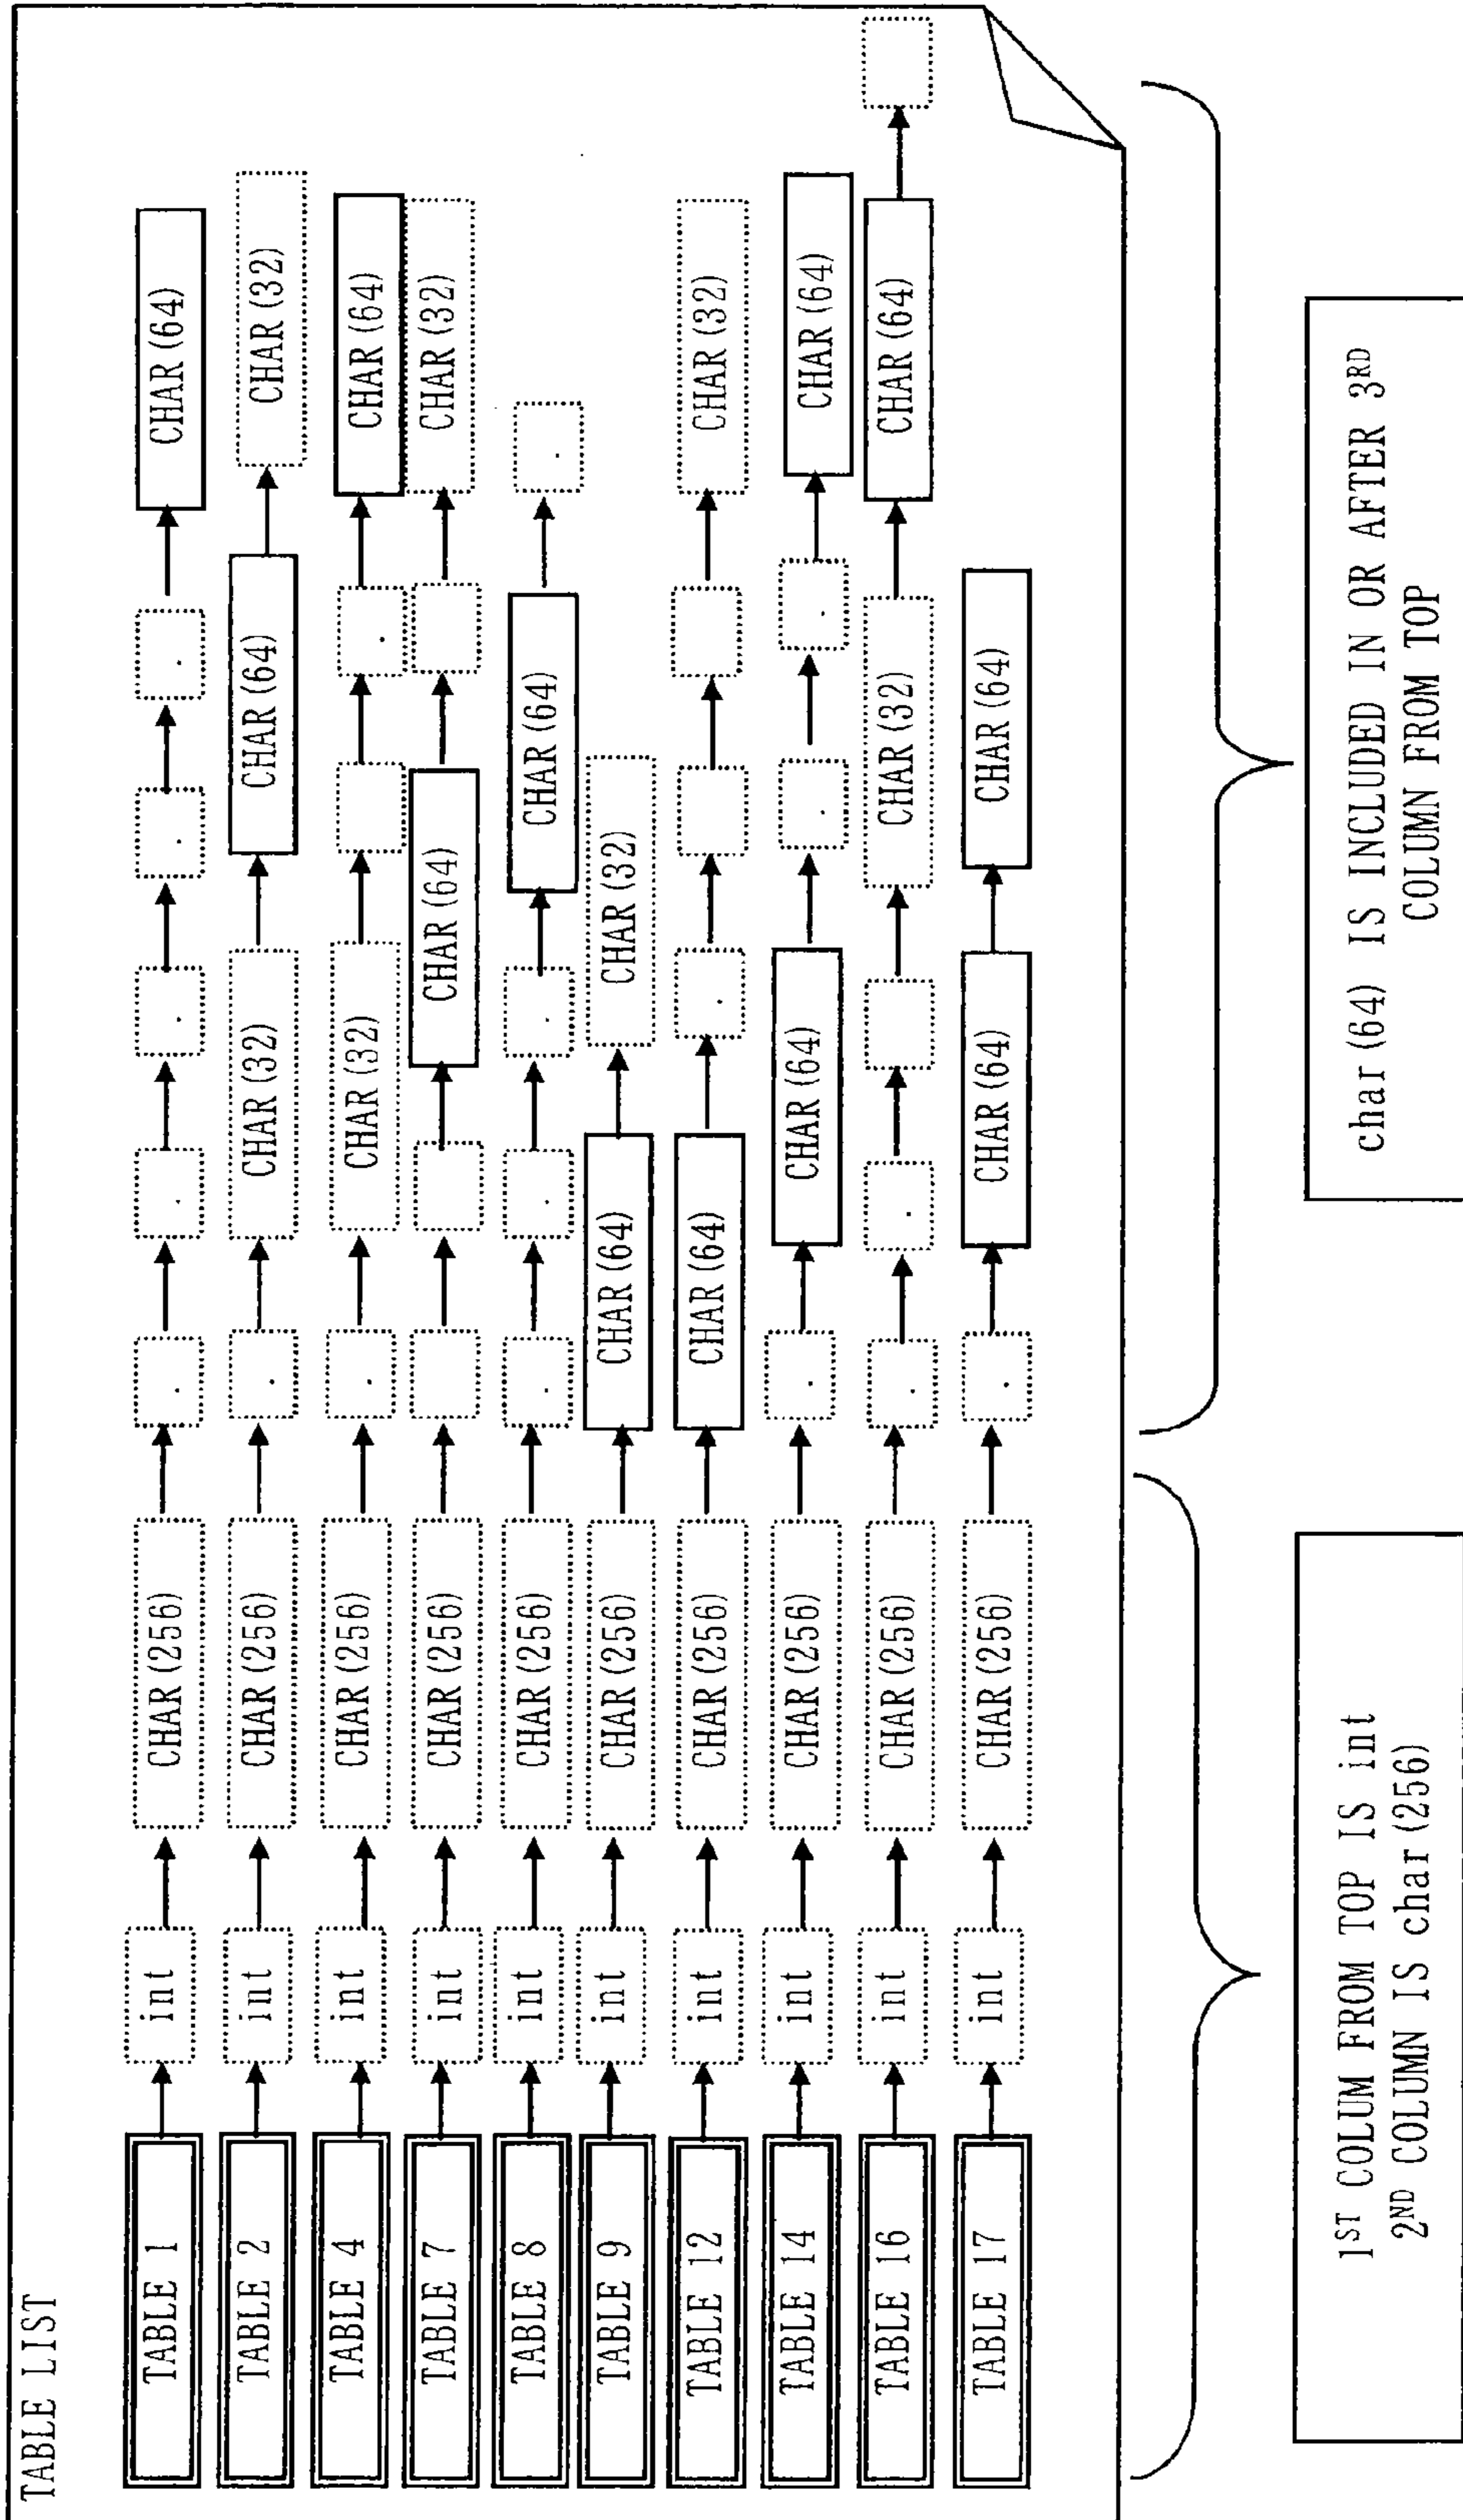 TABLE LIST
TABLE 1 int CHAR(256) CHAR(64)
TABLE 2 int CHAR(256) CHAR(32) CHAR(64) CHAR(32)
TABLE 4 int CHAR(256) CHAR(32) CHAR(64)
TABLE 7 int CHAR(256) CHAR(64) CHAR(32)
TABLE 8 int CHAR(256) CHAR(64)
TABLE 9 int CHAR(256) CHAR(64) CHAR(32)
TABLE 12 int CHAR(256) CHAR(64) CHAR(32)
TABLE 14 int CHAR(256) CHAR(64) CHAR(64)
TABLE 16 int CHAR(256) CHAR(32) CHAR(64)
TABLE 17 int CHAR(256) CHAR(64) CHAR(64)
1ST COLUM FROM TOP IS int
2ND COLUMN IS char(256)
char(64) IS INCLUDED IN OR AFTER 3RD
COLUMN FROM TOP